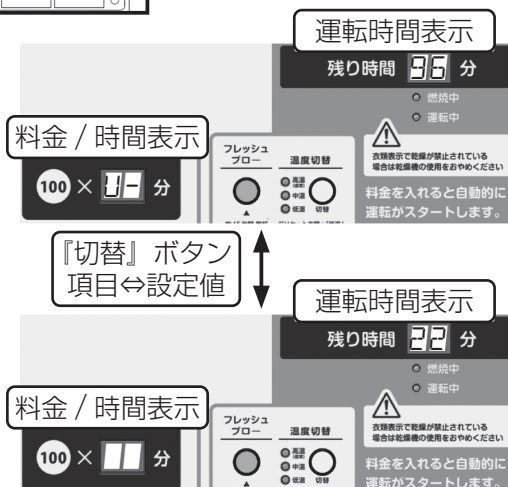 運転時間表示
残り時間 96 分
燃焼中
運転中
料金 / 時間表示
100 × 分
フレッシュ
ブロー
温度切替
高温
(標準)
中温
低温
切替
衣類表示で乾燥が禁止されている
場合は乾燥機の使用をおやめください
料金を入れると自動的に
運転がスタートします。
『切替』 ボタン
項目⇔設定値
運転時間表示
残り時間 22 分
燃焼中
運転中
料金 / 時間表示
100 × 11 分
フレッシュ
ブロー
温度切替
高温
(標準)
中温
低温
切替
衣類表示で乾燥が禁止されている
場合は乾燥機の使用をおやめください
料金を入れると自動的に
運転がスタートします。